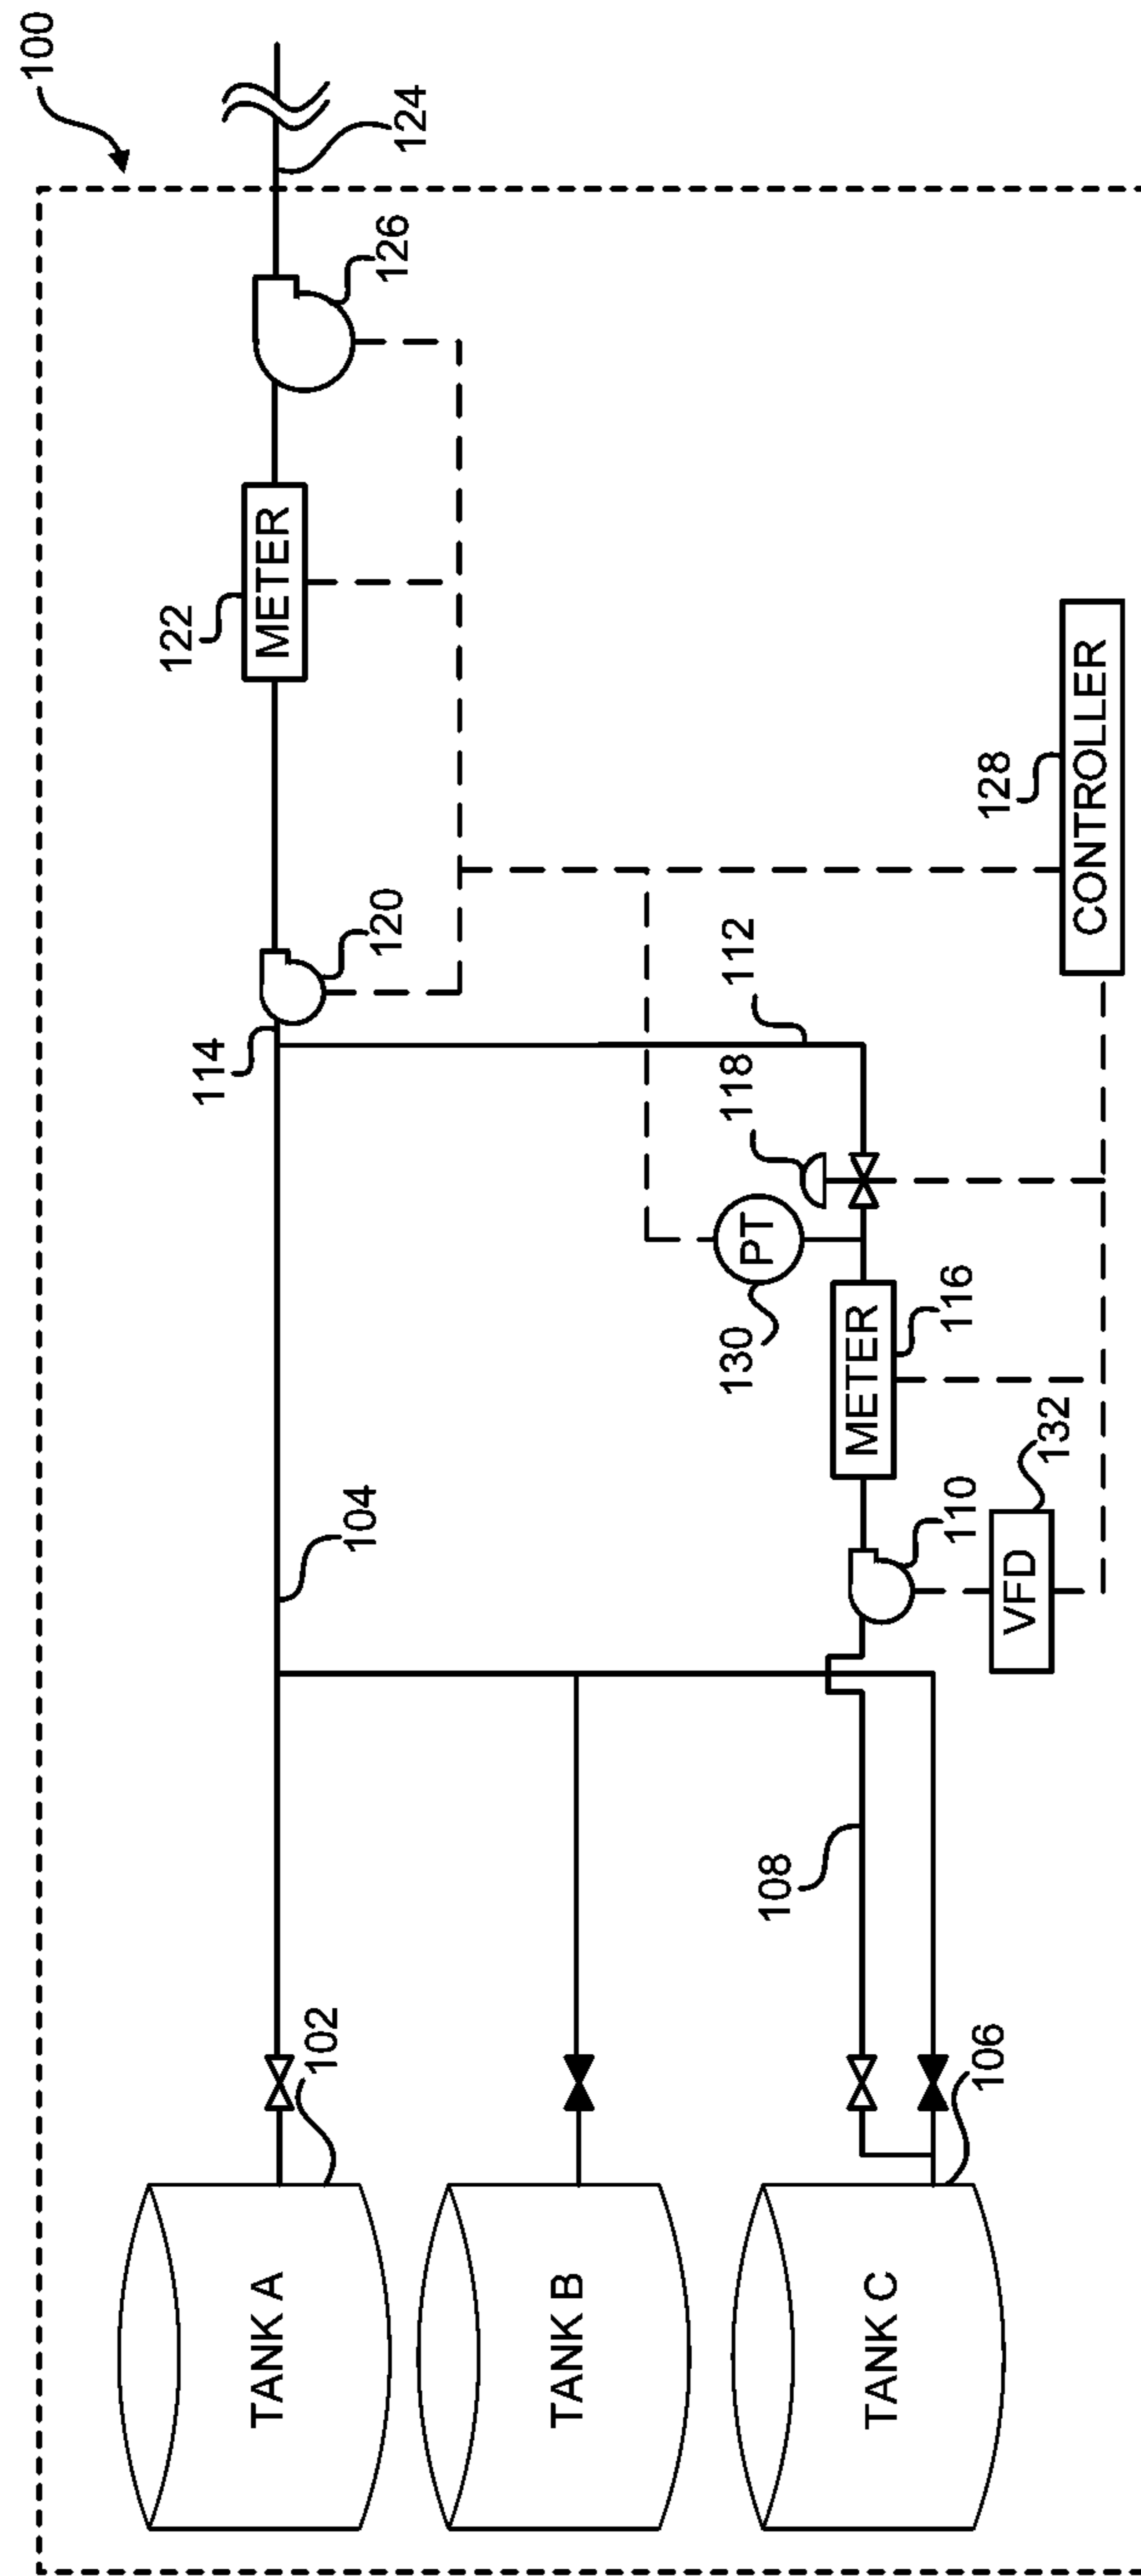 100
124
126
122
METER
120
114
128
CONTROLLER
112
118
PT
130
METER
116
104
110
132
VFD
108
102
106
TANK A
TANK B
TANK C